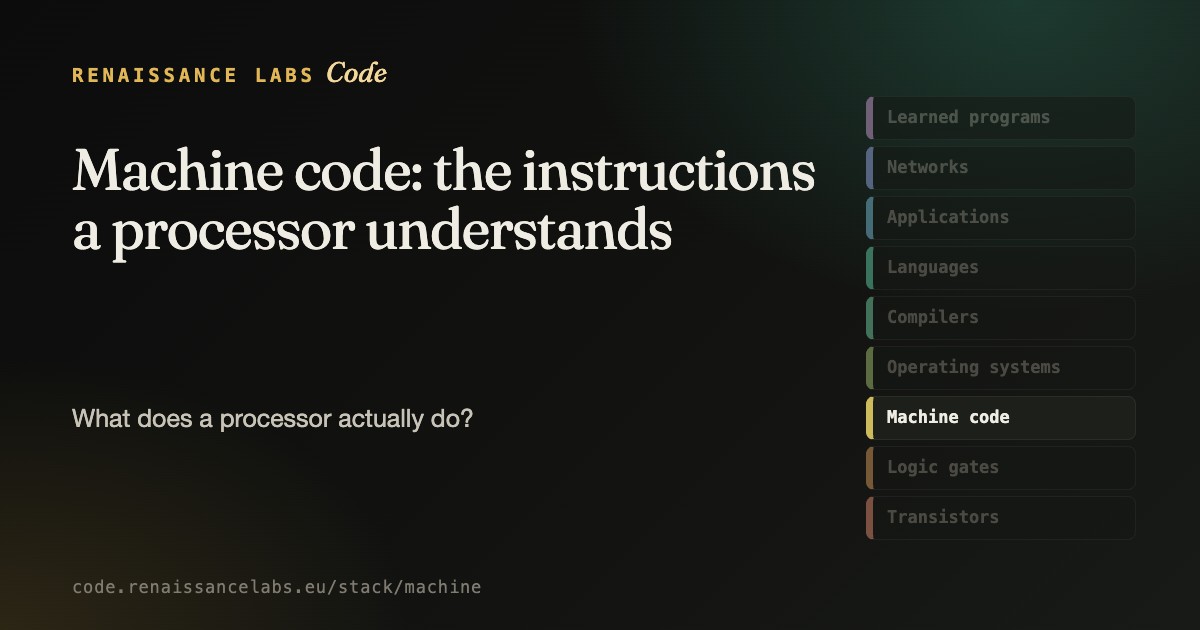 RENAISSANCE LABS Code
Machine code: the instructions
a processor understands
What does a processor actually do?
code.renaissancelabs.eu/stack/machine
Learned programs
Networks
Applications
Languages
Compilers
Operating systems
Machine code
Logic gates
Transistors